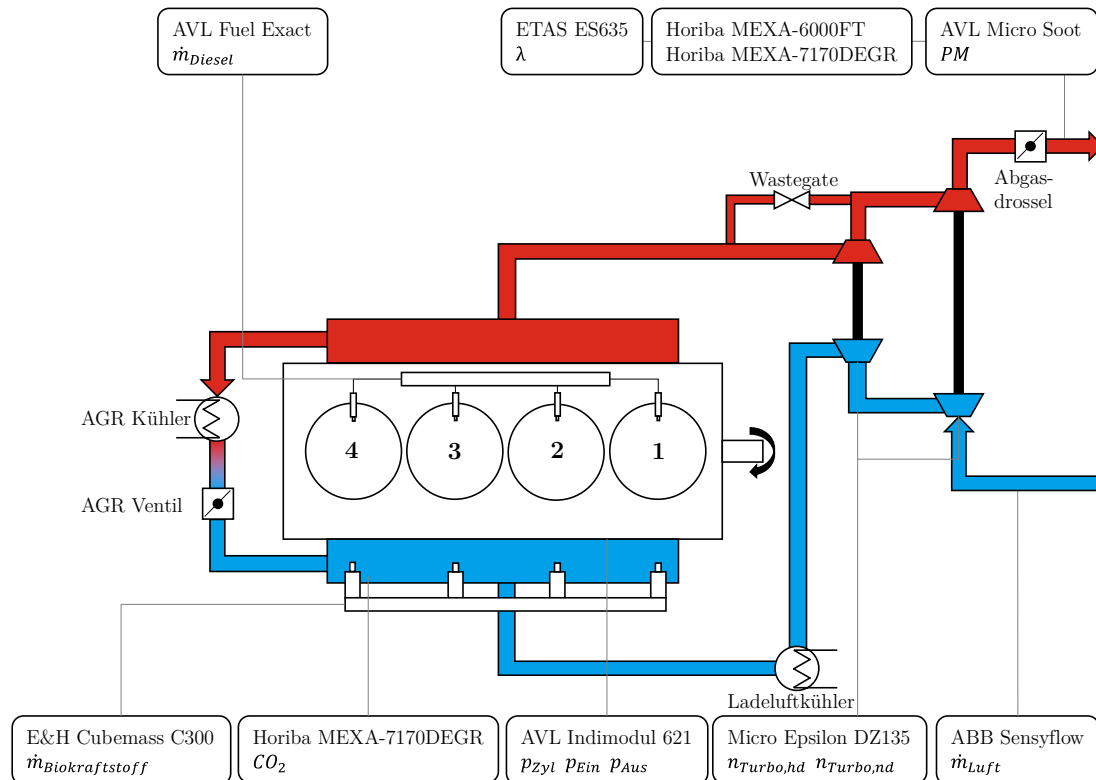 AVL Fuel Exact
ṁ_Diesel
ETAS ES635
λ
Horiba MEXA-6000FT
Horiba MEXA-7170DEGR
AVL Micro Soot
PM
Wastegate
Abgas-
drossel
AGR Kühler
4
3
2
1
AGR Ventil
Ladeluftkühler
E&H Cubemass C300
ṁ_Biokraftstoff
Horiba MEXA-7170DEGR
CO₂
AVL Indimodul 621
p_Zyl p_Ein p_Aus
Micro Epsilon DZ135
n_Turbo,hd n_Turbo,nd
ABB Sensyflow
ṁ_Luft